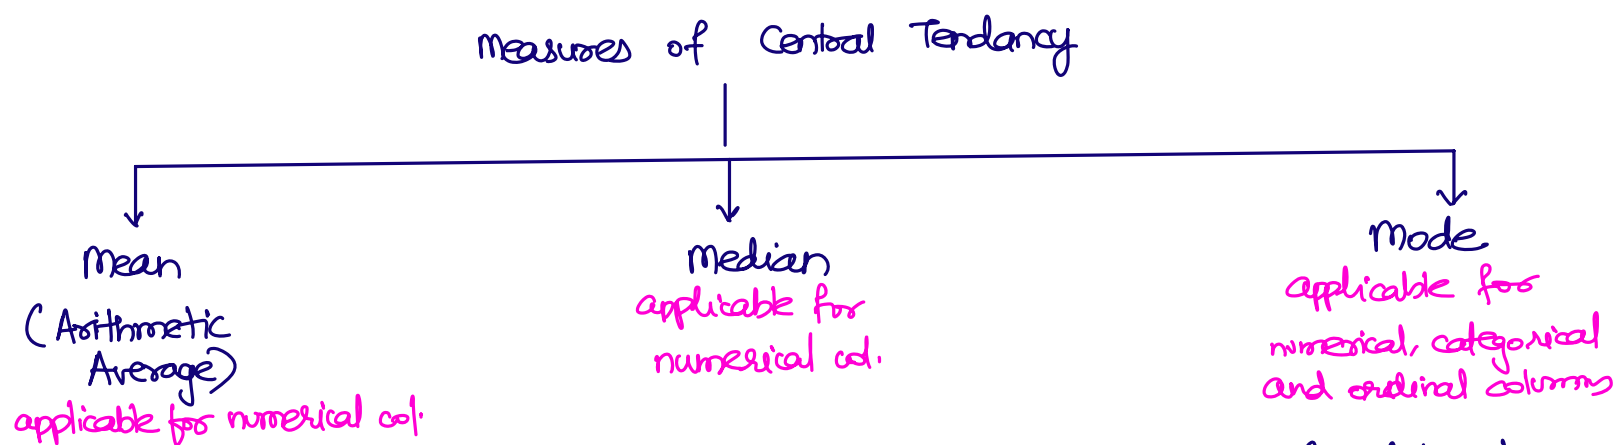 Measures of Central Tendancy
Mean
(Arithmetic
Average)
applicable for numerical col.
Median
applicable for
numerical col.
Mode
applicable for
numerical, categorical
and ordinal columns